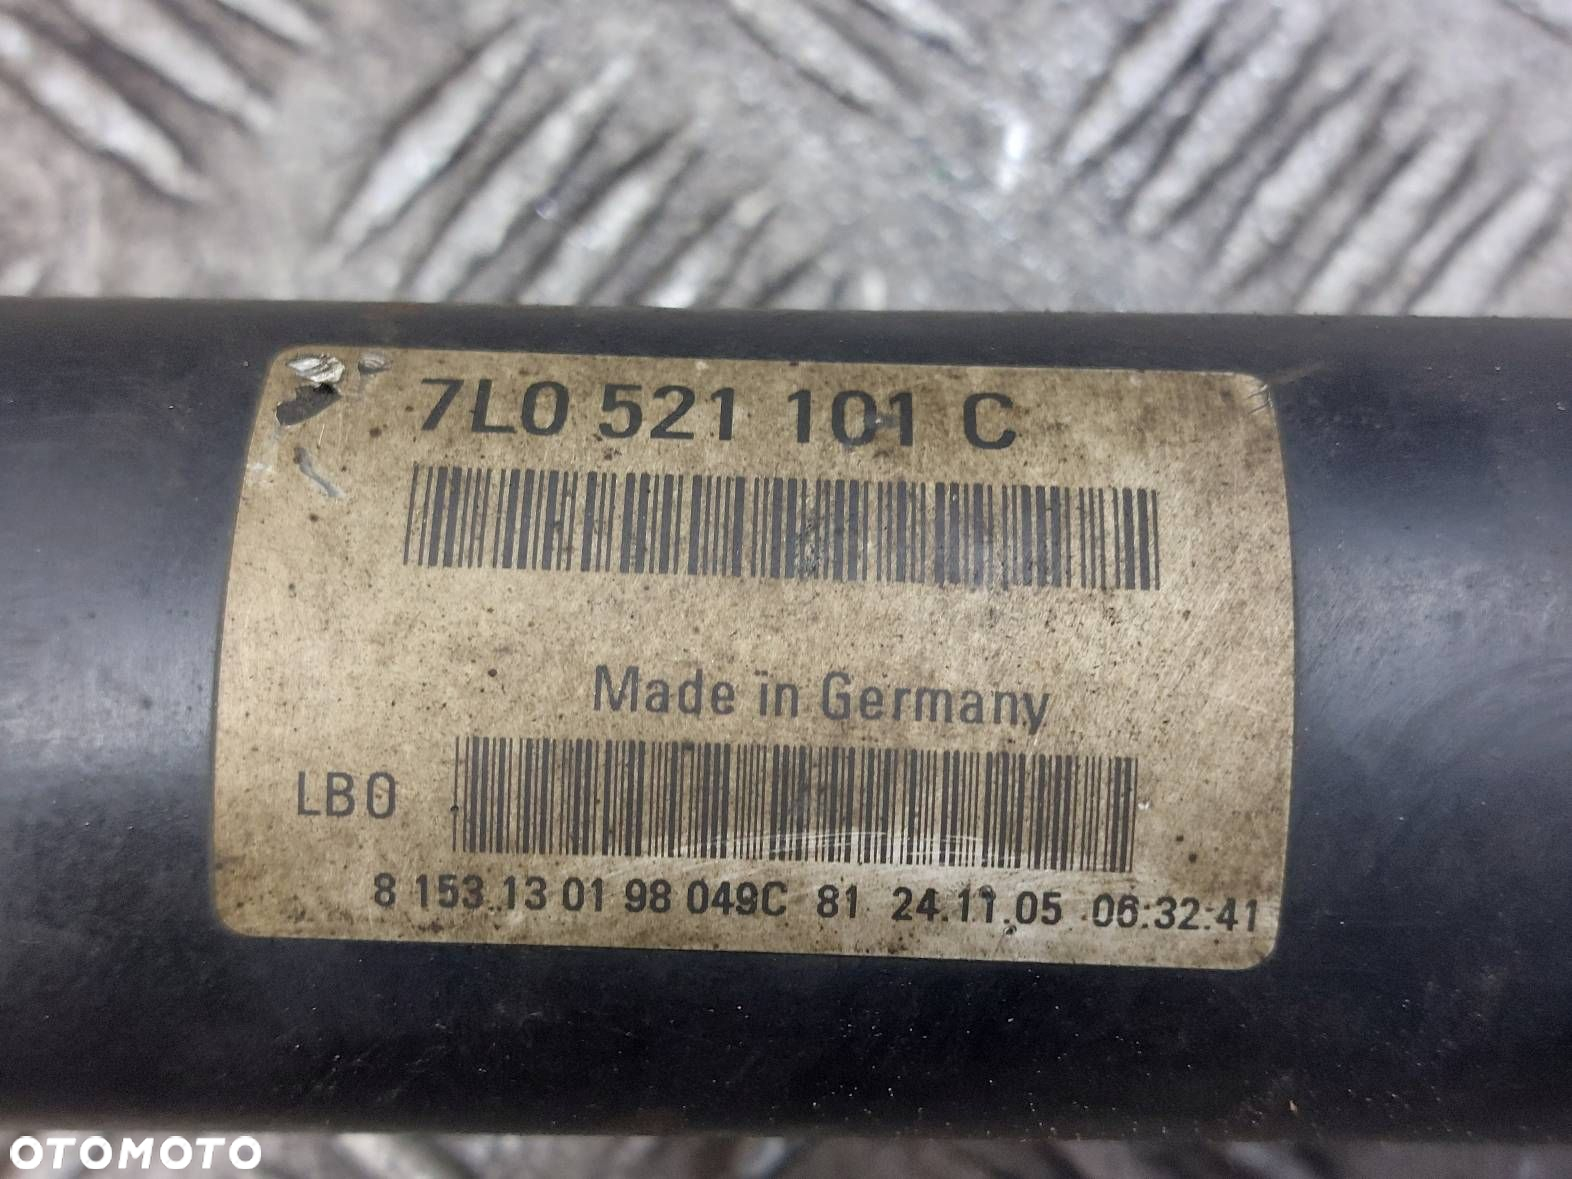 7L0 521 101 C
Made in Germany
LB0
8 153 13 01 98 049C 81 24.11.05 06:32:41
OTOMOTO